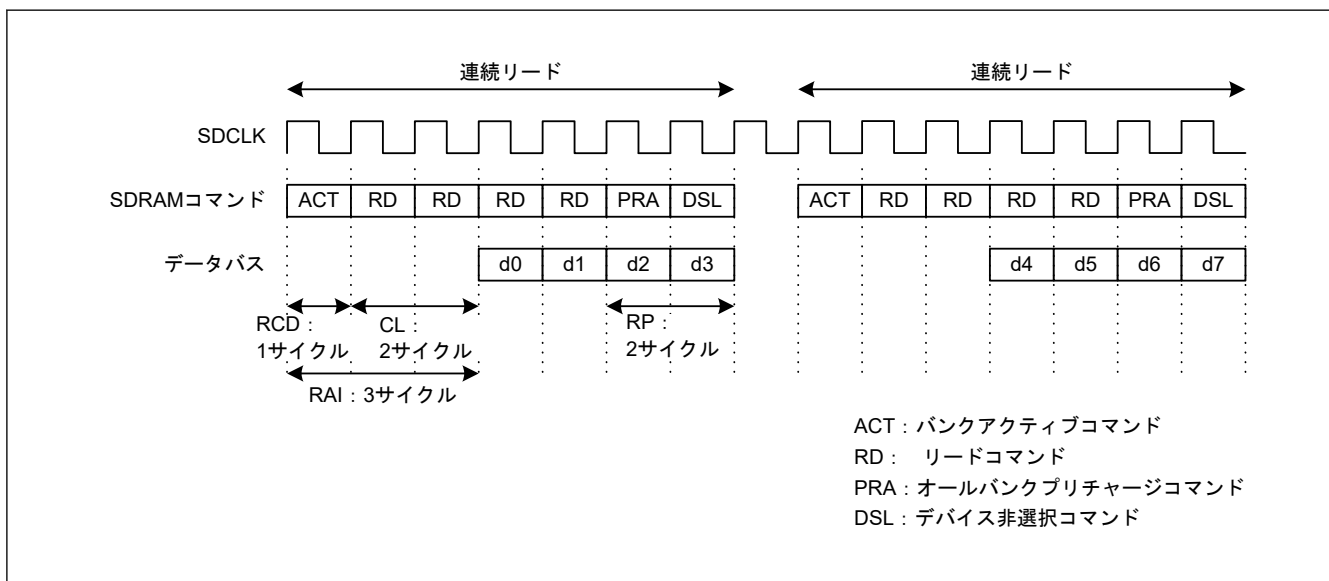 連続リード 連続リード
SDCLK
SDRAMコマンド ACT RD RD RD RD PRA DSL ACT RD RD RD RD PRA DSL
データバス d0 d1 d2 d3 d4 d5 d6 d7
RCD： CL： RP：
1サイクル 2サイクル 2サイクル
RAI：3サイクル
ACT：バンクアクティブコマンド
RD： リードコマンド
PRA：オールバンクプリチャージコマンド
DSL：デバイス非選択コマンド